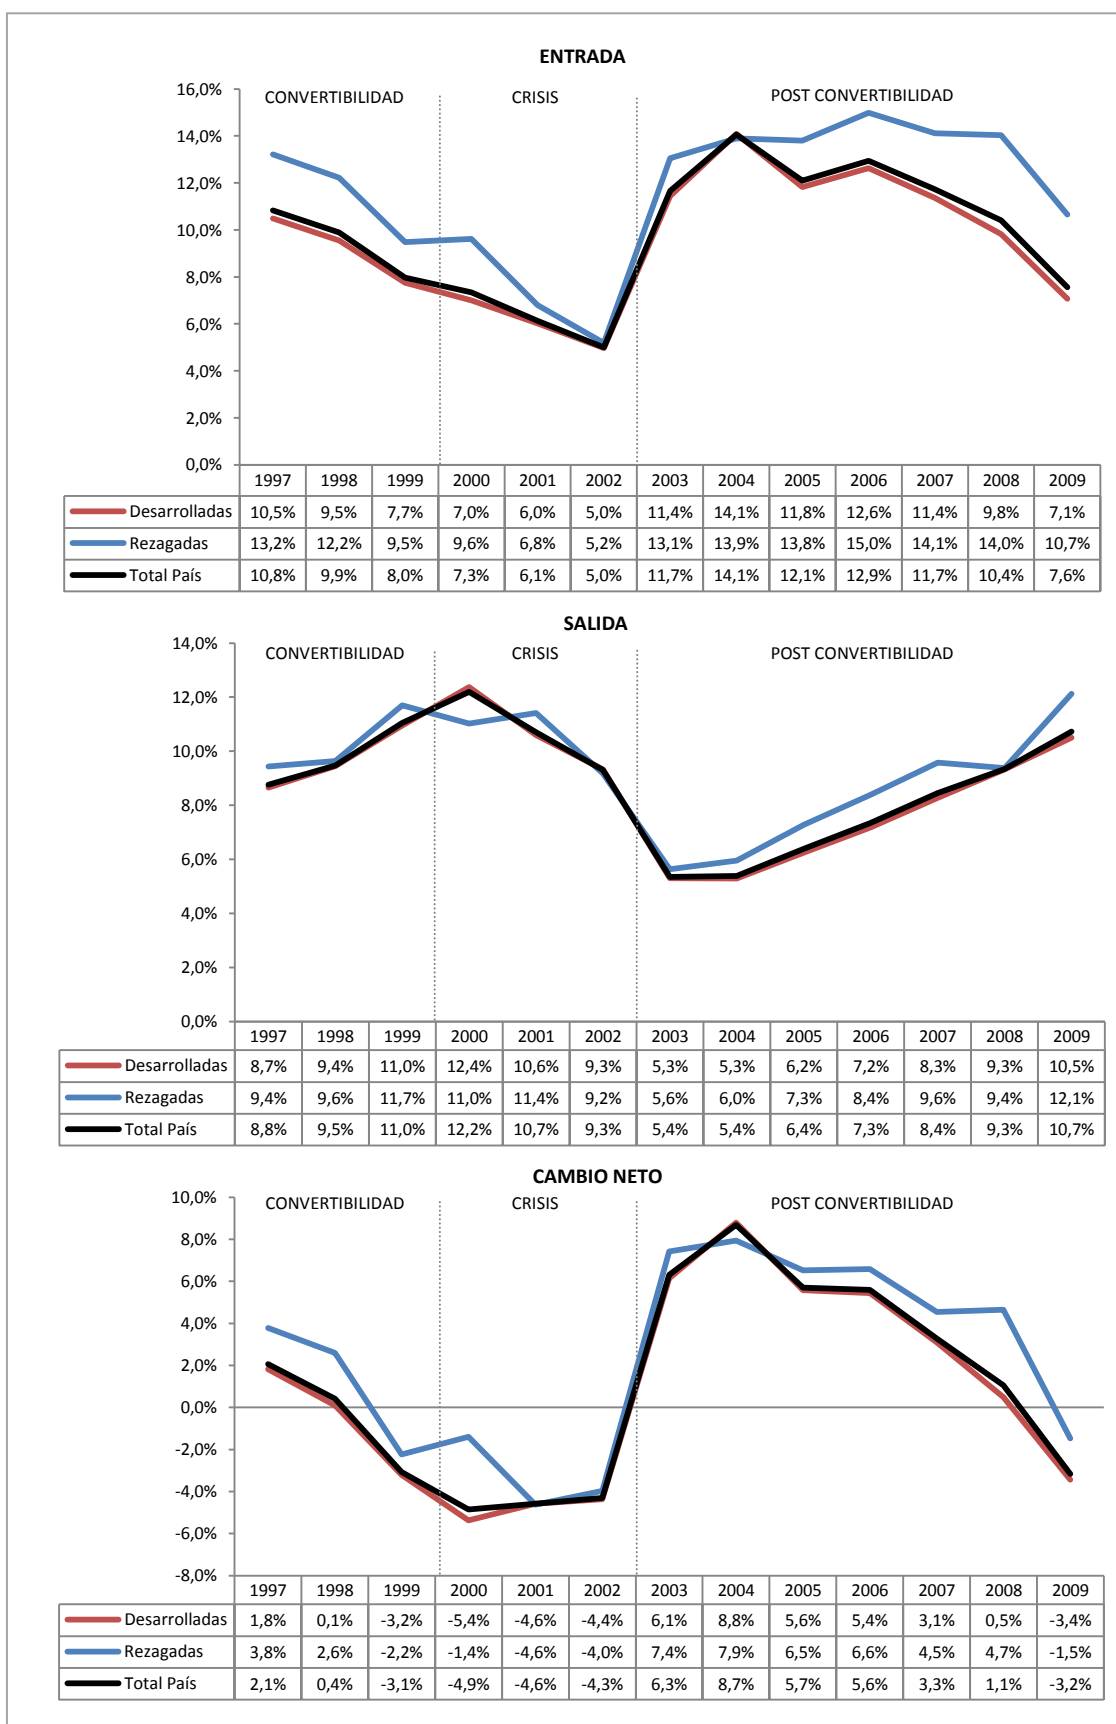 ENTRADA
CONVERTIBILIDAD CRISIS POST CONVERTIBILIDAD
16,0%
14,0%
12,0%
10,0%
8,0%
6,0%
4,0%
2,0%
0,0%
1997 1998 1999 2000 2001 2002 2003 2004 2005 2006 2007 2008 2009
Desarrolladas 10,5% 9,5% 7,7% 7,0% 6,0% 5,0% 11,4% 14,1% 11,8% 12,6% 11,4% 9,8% 7,1%
Rezagadas 13,2% 12,2% 9,5% 9,6% 6,8% 5,2% 13,1% 13,9% 13,8% 15,0% 14,1% 14,0% 10,7%
Total País 10,8% 9,9% 8,0% 7,3% 6,1% 5,0% 11,7% 14,1% 12,1% 12,9% 11,7% 10,4% 7,6%
SALIDA
CONVERTIBILIDAD CRISIS POST CONVERTIBILIDAD
14,0%
12,0%
10,0%
8,0%
6,0%
4,0%
2,0%
0,0%
1997 1998 1999 2000 2001 2002 2003 2004 2005 2006 2007 2008 2009
Desarrolladas 8,7% 9,4% 11,0% 12,4% 10,6% 9,3% 5,3% 5,3% 6,2% 7,2% 8,3% 9,3% 10,5%
Rezagadas 9,4% 9,6% 11,7% 11,0% 11,4% 9,2% 5,6% 6,0% 7,3% 8,4% 9,6% 9,4% 12,1%
Total País 8,8% 9,5% 11,0% 12,2% 10,7% 9,3% 5,4% 5,4% 6,4% 7,3% 8,4% 9,3% 10,7%
CAMBIO NETO
CONVERTIBILIDAD CRISIS POST CONVERTIBILIDAD
10,0%
8,0%
6,0%
4,0%
2,0%
0,0%
-2,0%
-4,0%
-6,0%
-8,0%
1997 1998 1999 2000 2001 2002 2003 2004 2005 2006 2007 2008 2009
Desarrolladas 1,8% 0,1% -3,2% -5,4% -4,6% -4,4% 6,1% 8,8% 5,6% 5,4% 3,1% 0,5% -3,4%
Rezagadas 3,8% 2,6% -2,2% -1,4% -4,6% -4,0% 7,4% 7,9% 6,5% 6,6% 4,5% 4,7% -1,5%
Total País 2,1% 0,4% -3,1% -4,9% -4,6% -4,3% 6,3% 8,7% 5,7% 5,6% 3,3% 1,1% -3,2%